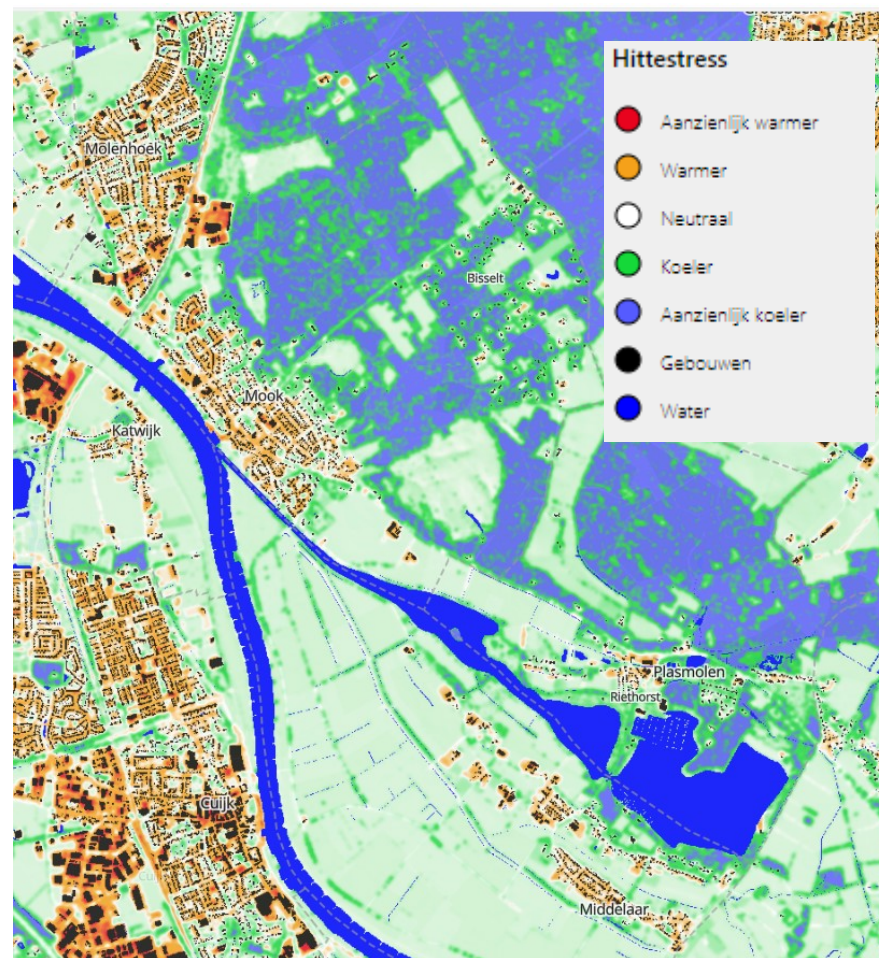 Hittestress
Aanzienlijk warmer
Molenhoek
Warmer
Neutraal
Koeler
Bisselt
Aanzienlijk koeler
Gebouwen
Mook
Water
Katwijk
Plasmolen
Riethorst
Cuijk
Middelaar